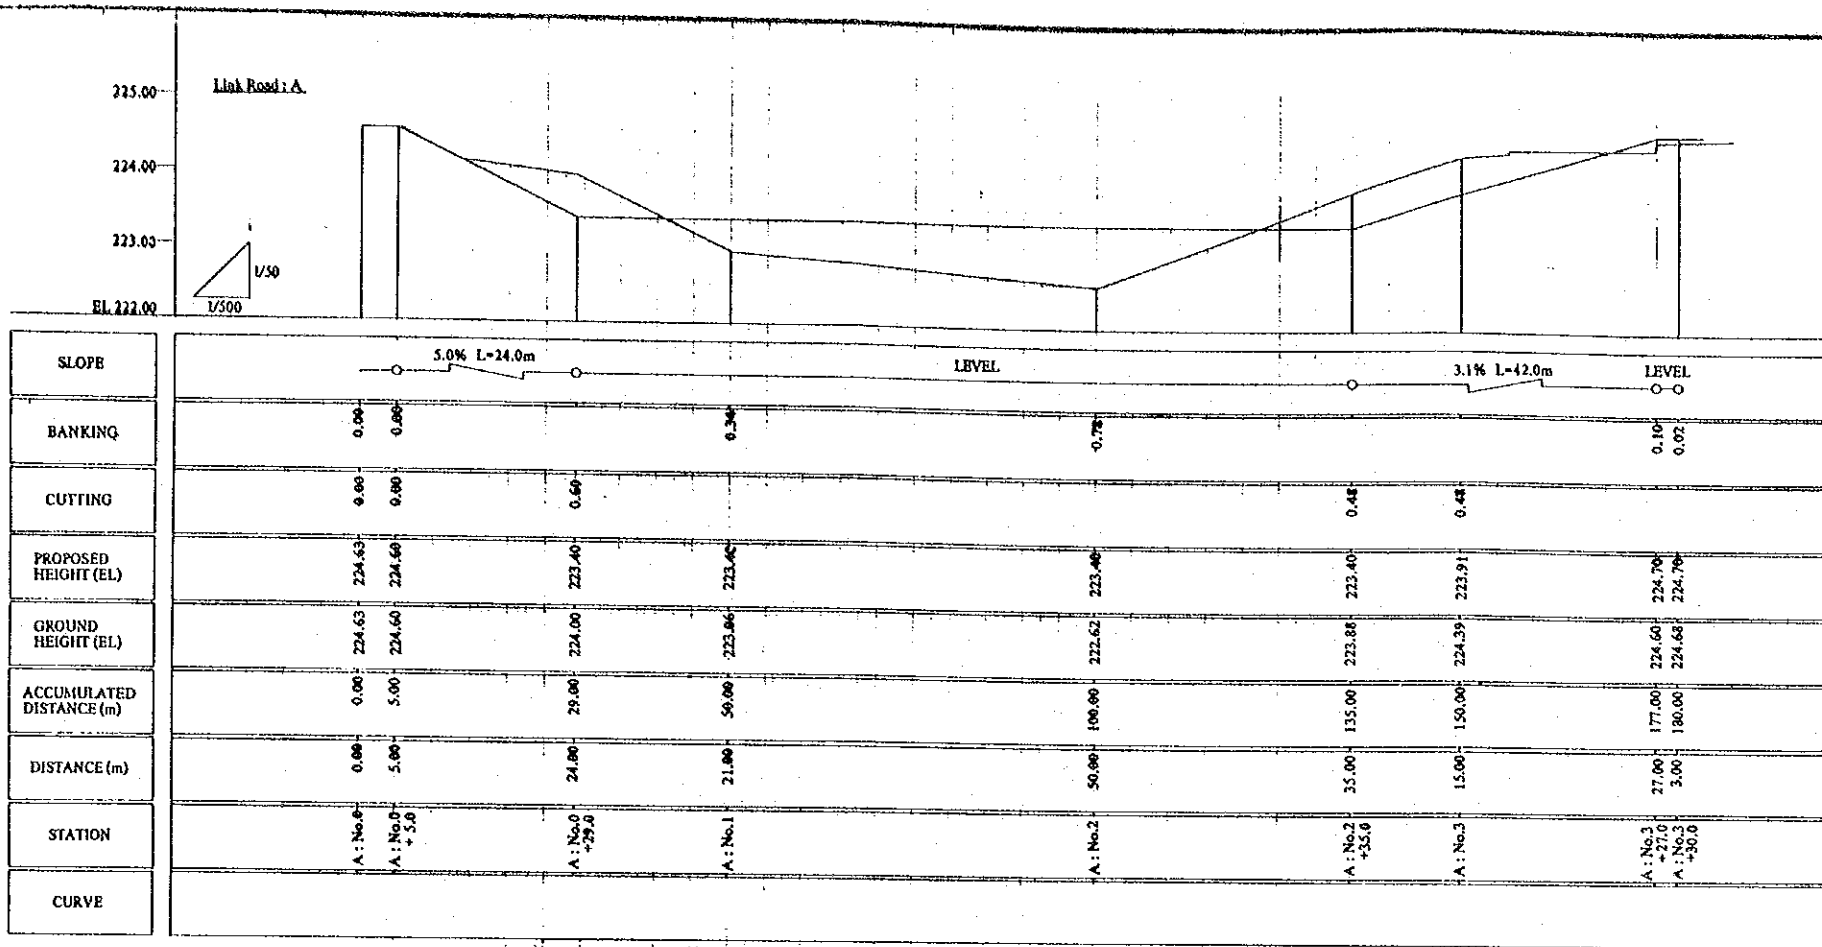 Link Road : A
225.00
224.00
223.00
EL 222.00
1/50
1/500
SLOPE
5.0% L=24.0m
LEVEL
3.1% L=42.0m
LEVEL
BANKING
0.00
0.00
0.34
0.78
0.10
0.02
CUTTING
0.00
0.00
0.60
0.48
0.48
PROPOSED
HEIGHT (EL)
224.63
224.60
223.40
223.40
223.40
223.40
223.91
224.70
224.70
GROUND
HEIGHT (EL)
224.63
224.60
224.00
223.06
222.62
223.88
224.39
224.60
224.68
ACCUMULATED
DISTANCE (m)
0.00
5.00
29.00
50.00
100.00
135.00
150.00
177.00
180.00
DISTANCE (m)
0.00
5.00
24.00
21.00
50.00
35.00
15.00
27.00
3.00
STATION
A : No.0
A : No.0
+ 5.0
A : No.0
+29.0
A : No.1
A : No.2
A : No.2
+35.0
A : No.3
A : No.3
+27.0
A : No.3
+30.0
CURVE